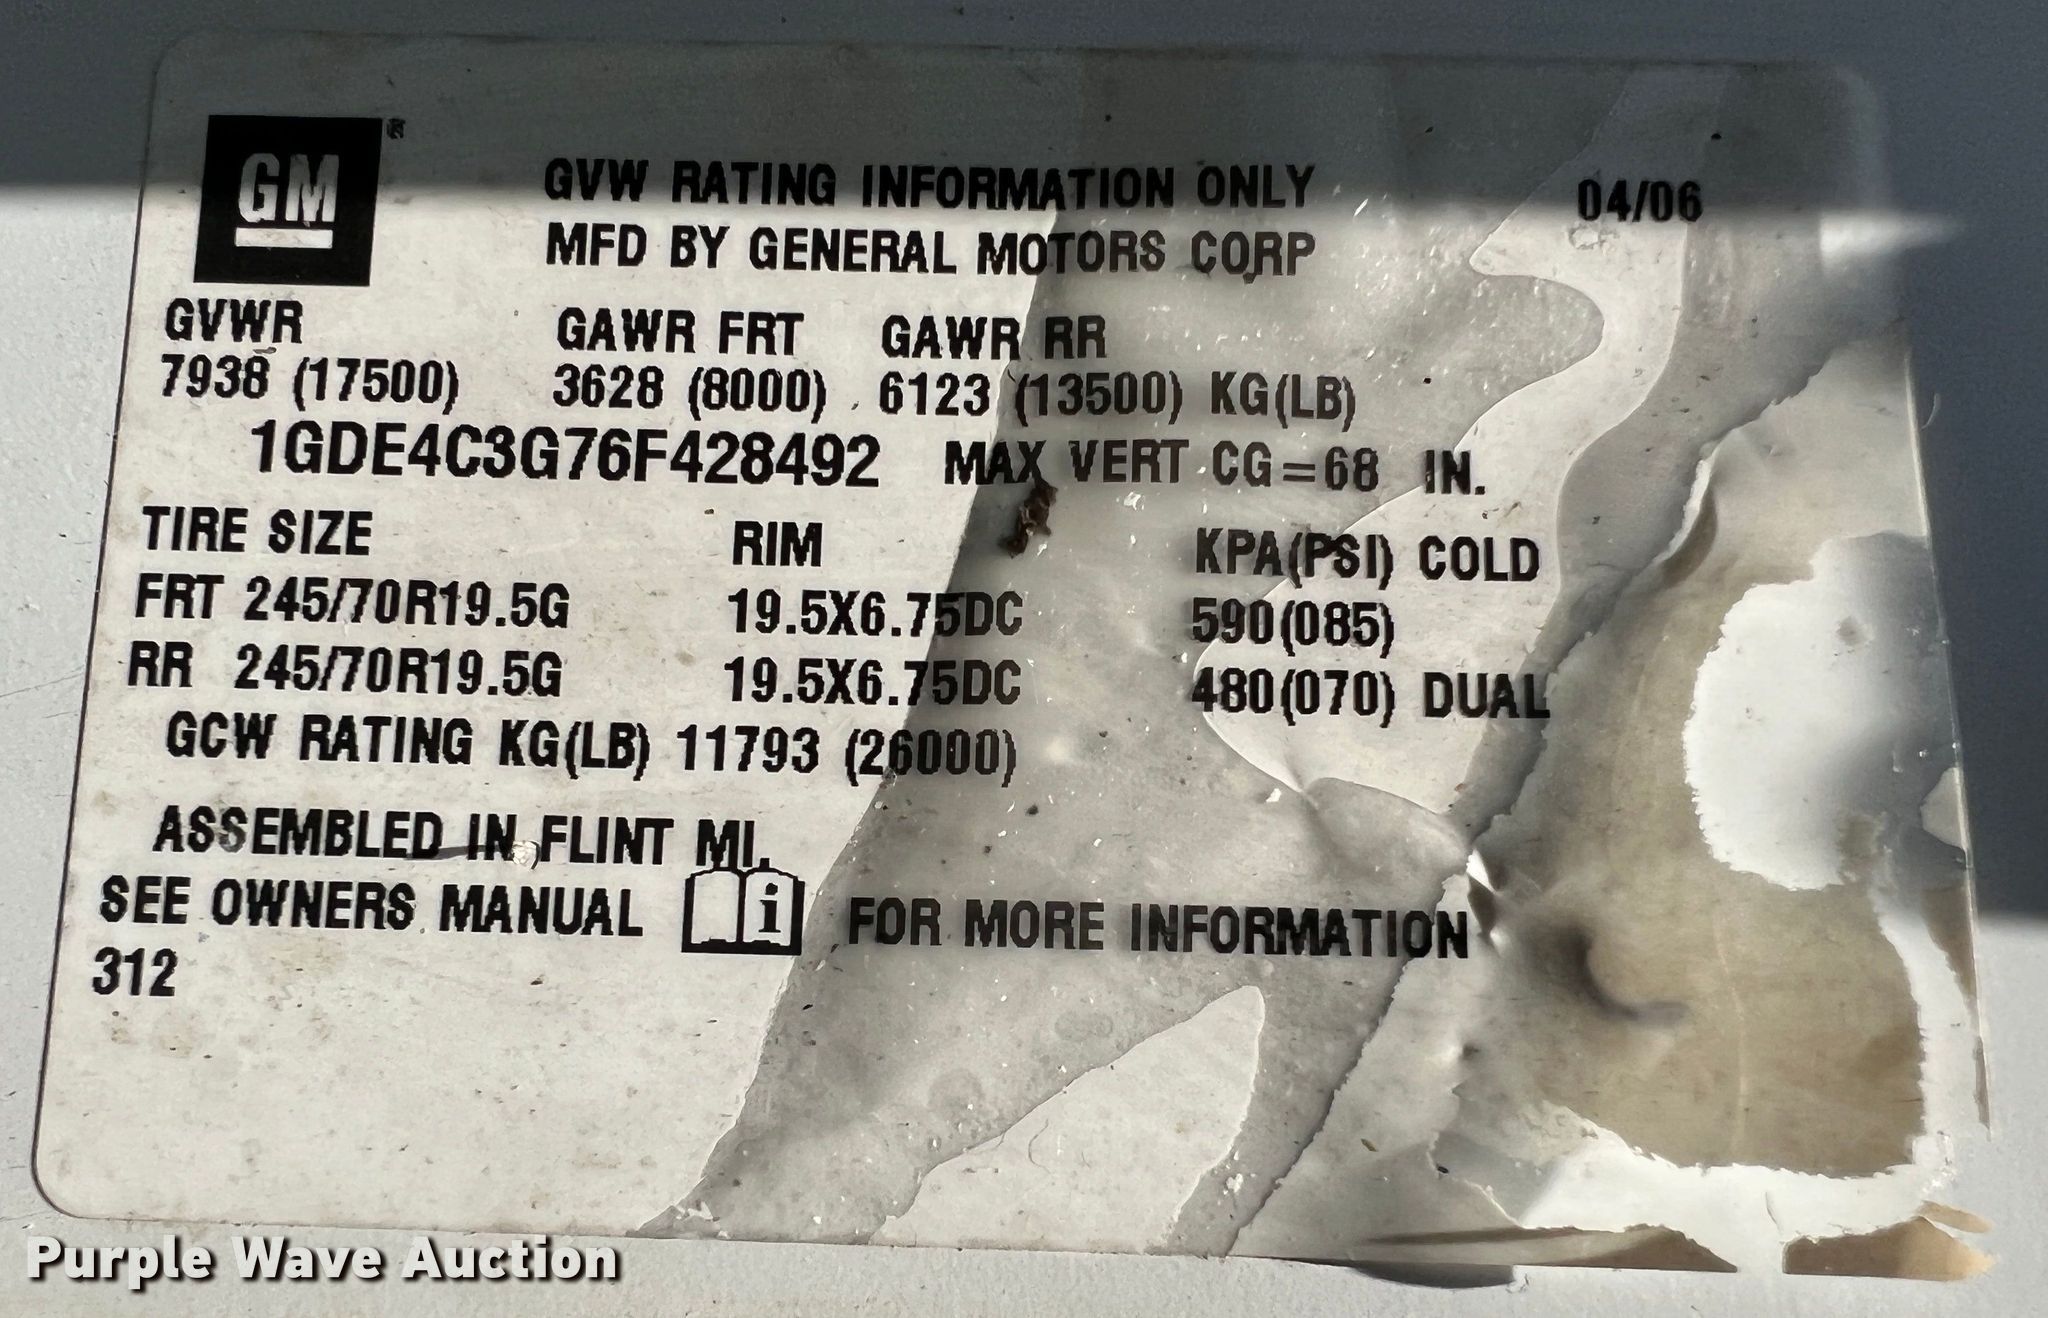 GM®
GVW RATING INFORMATION ONLY 04/06
MFD BY GENERAL MOTORS CORP
GVWR GAWR FRT GAWR RR
7938 (17500) 3628 (8000) 6123 (13500) KG(LB)
1GDE4C3G76F428492 MAX VERT CG=68 IN.
TIRE SIZE RIM KPA(PSI) COLD
FRT 245/70R19.5G 19.5X6.75DC 590(085)
RR 245/70R19.5G 19.5X6.75DC 480(070) DUAL
GCW RATING KG(LB) 11793 (26000)
ASSEMBLED IN FLINT MI.
SEE OWNERS MANUAL i FOR MORE INFORMATION
312
Purple Wave Auction